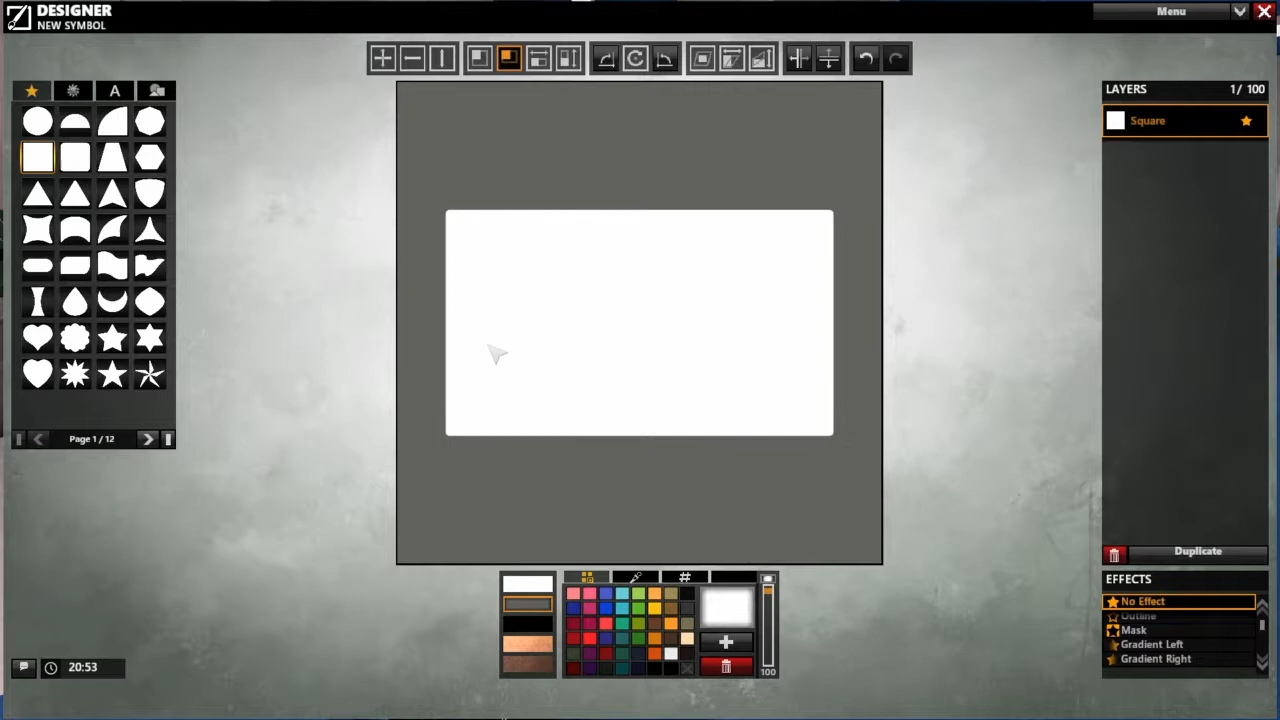 DESIGNER
NEW SYMBOL
Menu
A
LAYERS 1/ 100
Square
Page 1 / 12
Duplicate
EFFECTS
No Effect
Outline
Mask
Gradient Left
Gradient Right
#
100
20:53